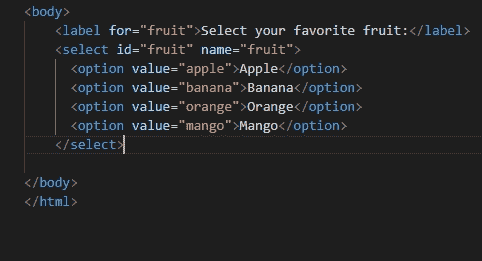 <body>
<label for="fruit">Select your favorite fruit:</label>
<select id="fruit" name="fruit">
<option value="apple">Apple</option>
<option value="banana">Banana</option>
<option value="orange">Orange</option>
<option value="mango">Mango</option>
</select>
</body>
</html>